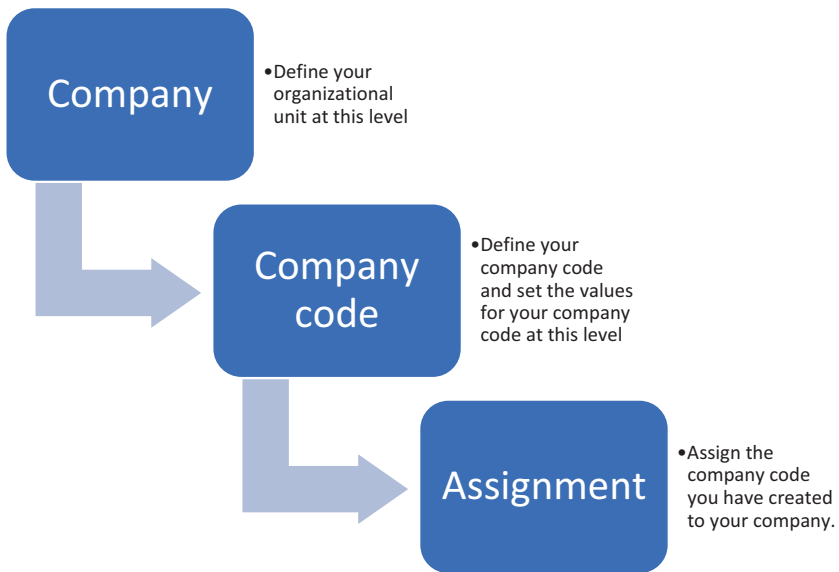 Company
•Define your
organizational
unit at this level
Company
code
•Define your
company code
and set the values
for your company
code at this level
Assignment
•Assign the
company code
you have created
to your company.